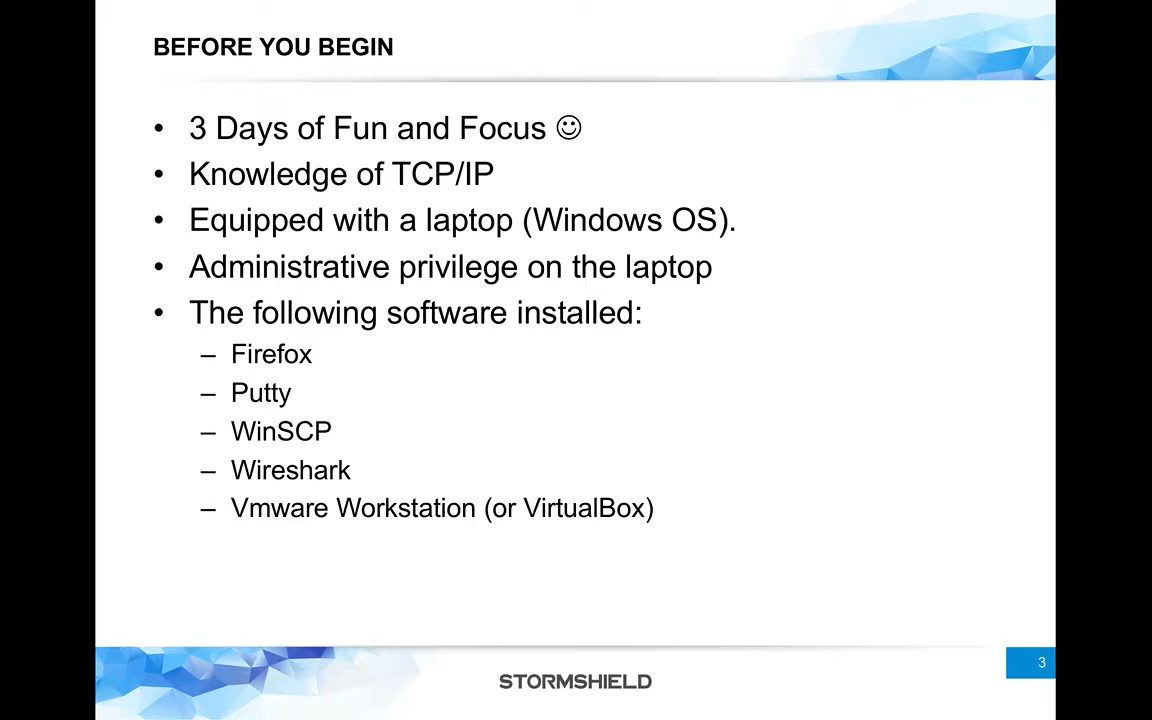 BEFORE YOU BEGIN
• 3 Days of Fun and Focus ☺
• Knowledge of TCP/IP
• Equipped with a laptop (Windows OS).
• Administrative privilege on the laptop
• The following software installed:
– Firefox
– Putty
– WinSCP
– Wireshark
– Vmware Workstation (or VirtualBox)
STORMSHIELD
3